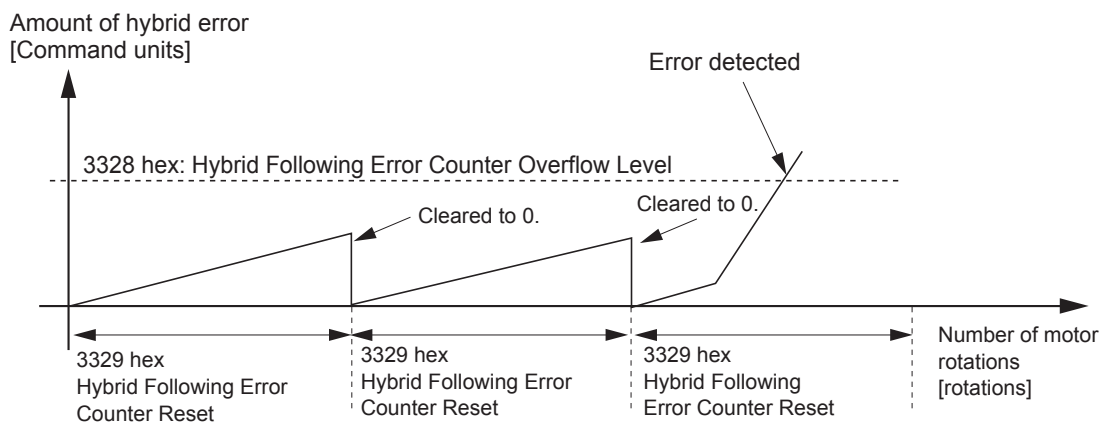 Amount of hybrid error
[Command units]
Error detected
3328 hex: Hybrid Following Error Counter Overflow Level
Cleared to 0.
Cleared to 0.
3329 hex
Hybrid Following Error
Counter Reset
3329 hex
Hybrid Following Error
Counter Reset
3329 hex
Hybrid Following
Error Counter Reset
Number of motor
rotations
[rotations]